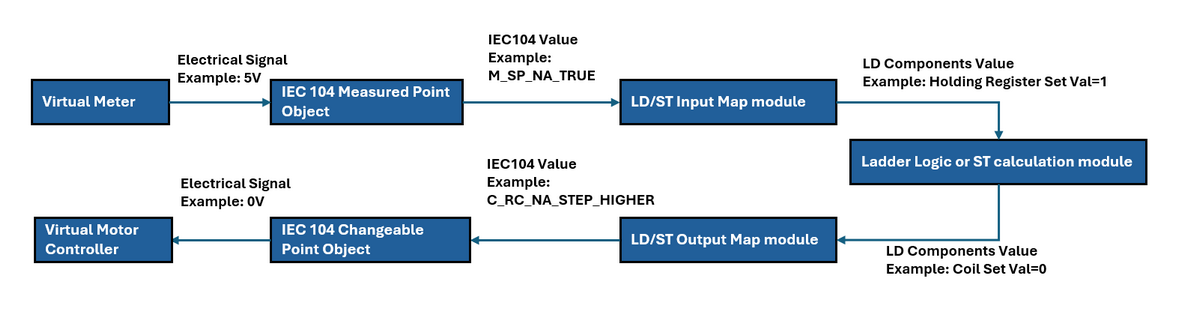 Electrical Signal
Example: 5V
IEC104 Value
Example:
M_SP_NA_TRUE
LD Components Value
Example: Holding Register Set Val=1
Virtual Meter
IEC 104 Measured Point
Object
LD/ST Input Map module
Ladder Logic or ST calculation module
Electrical Signal
Example: 0V
IEC104 Value
Example:
C_RC_NA_STEP_HIGHER
Virtual Motor
Controller
IEC 104 Changeable
Point Object
LD/ST Output Map module
LD Components Value
Example: Coil Set Val=0